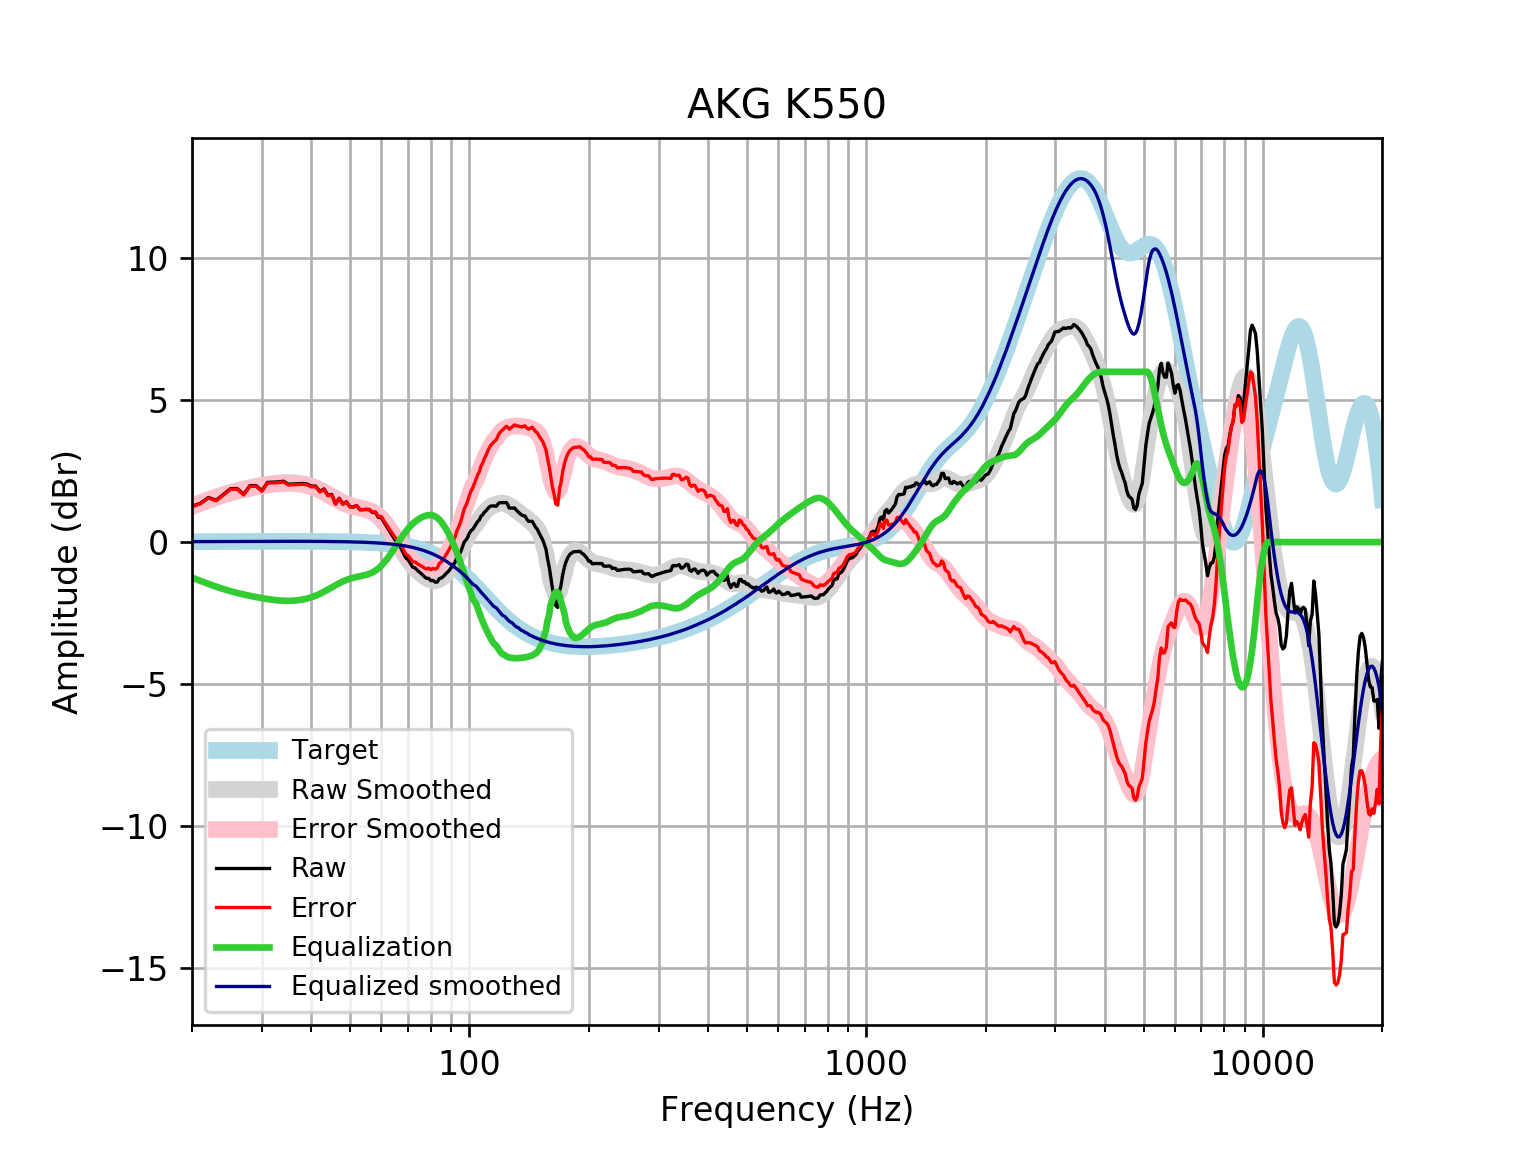 AKG K550
10
5
0
−5
−10
−15
Amplitude (dBr)
Target
Raw Smoothed
Error Smoothed
Raw
Error
Equalization
Equalized smoothed
100
1000
10000
Frequency (Hz)